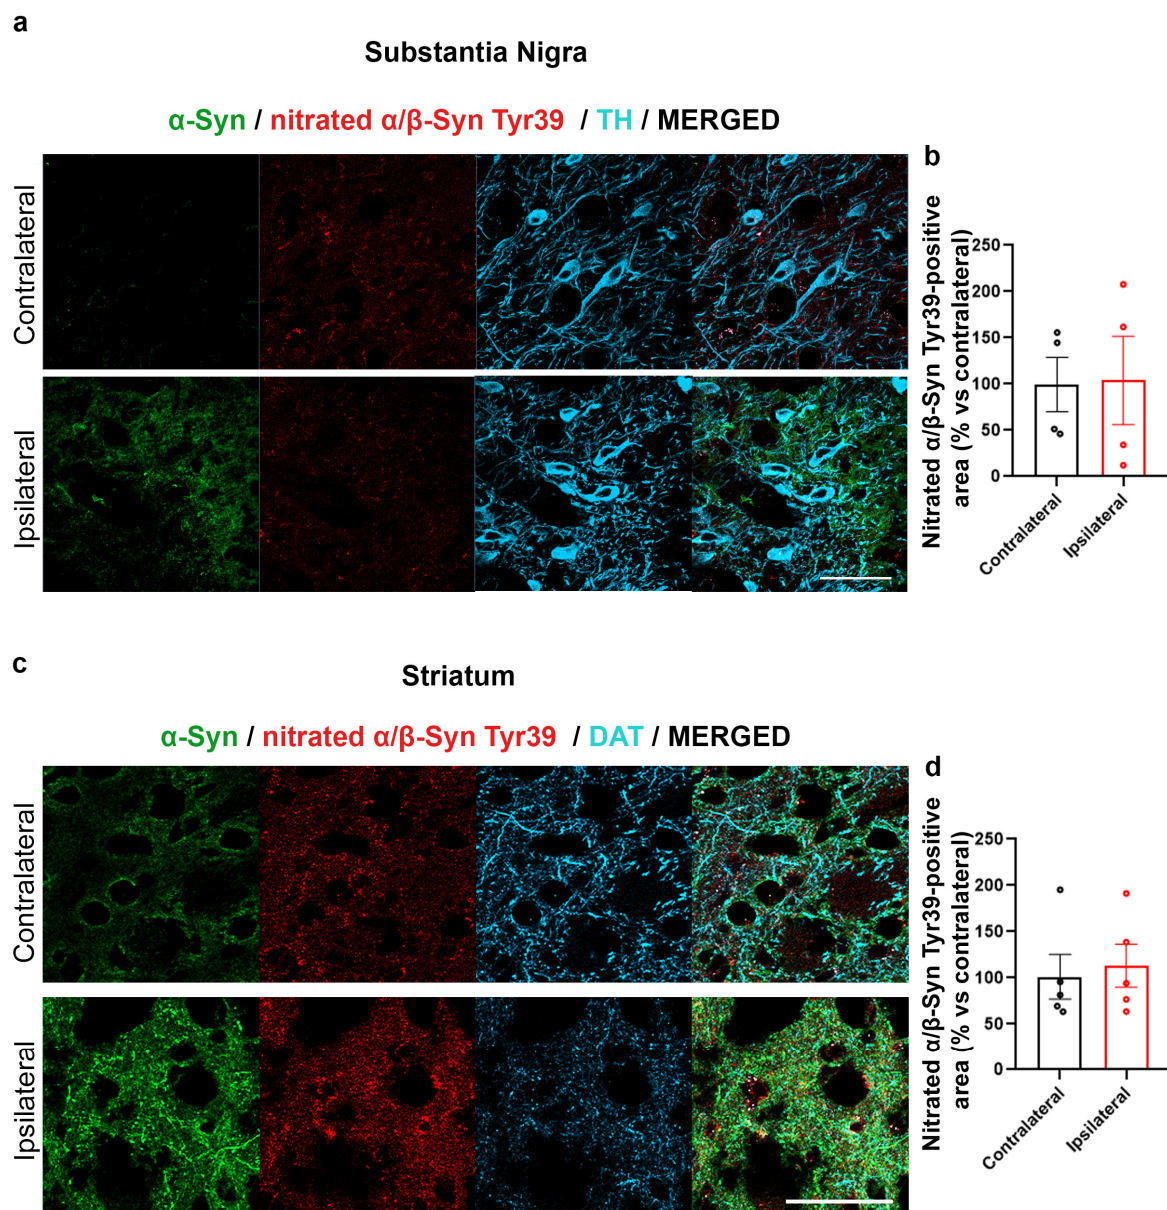 a
Substantia Nigra
α-Syn / nitrated α/β-Syn Tyr39 / TH / MERGED
Contralateral
Ipsilateral
b
Nitrated α/β-Syn Tyr39-positive
area (% vs contralateral)
250
200
150
100
50
0
Contralateral
Ipsilateral
c
Striatum
α-Syn / nitrated α/β-Syn Tyr39 / DAT / MERGED
Contralateral
Ipsilateral
d
Nitrated α/β-Syn Tyr39-positive
area (% vs contralateral)
250
200
150
100
50
0
Contralateral
Ipsilateral